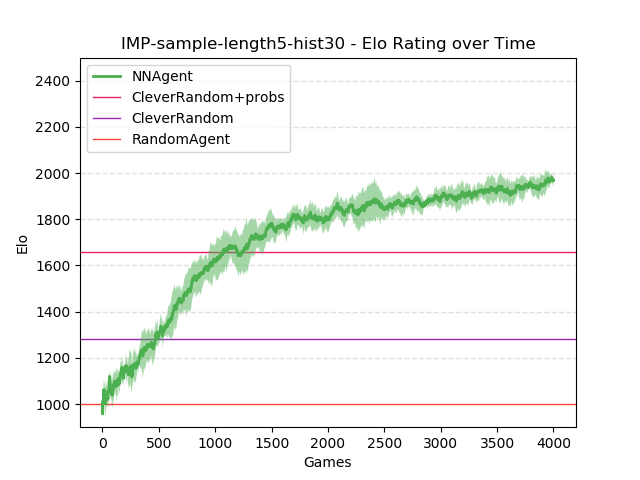 IMP-sample-length5-hist30 - Elo Rating over Time
NNAgent
CleverRandom+probs
CleverRandom
RandomAgent
Elo
2400
2200
2000
1800
1600
1400
1200
1000
0 500 1000 1500 2000 2500 3000 3500 4000
Games